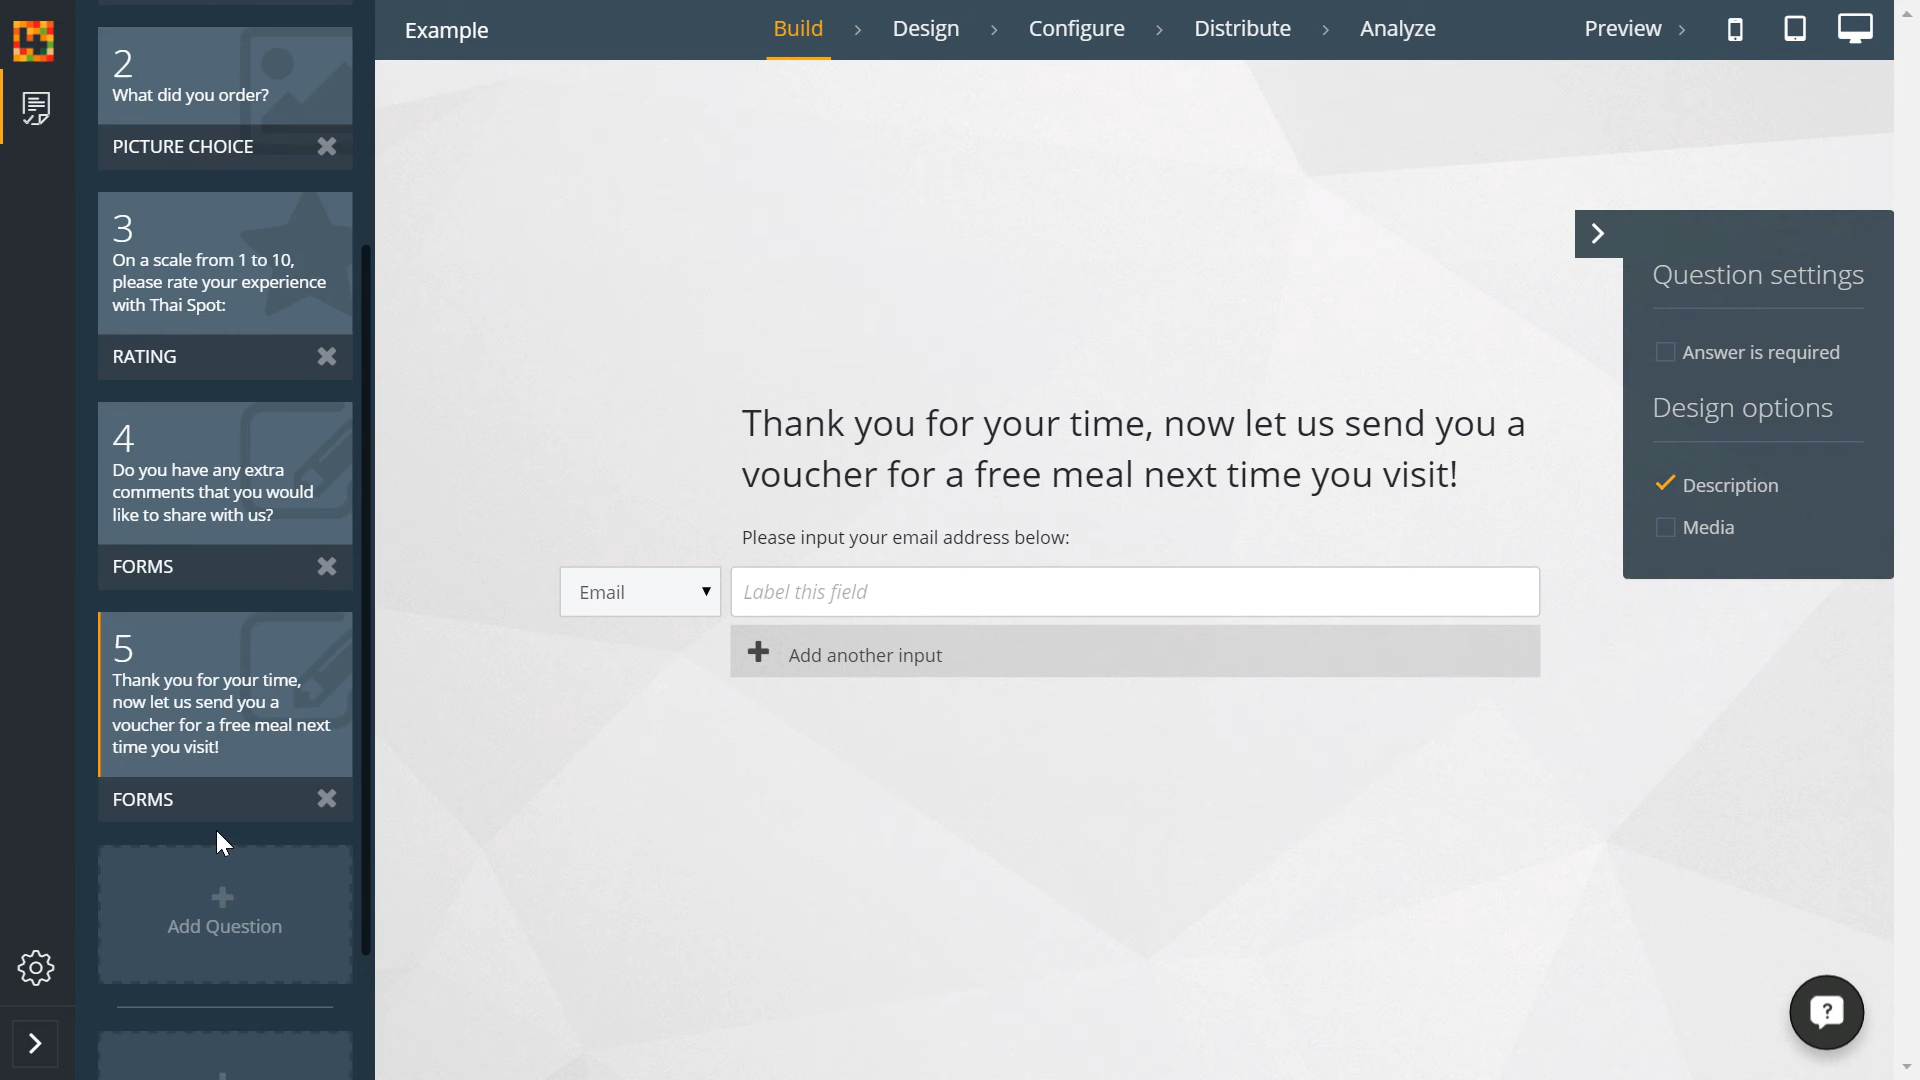 Example
Build
Design
Configure
Distribute
Analyze
Preview
2
What did you order?
PICTURE CHOICE
3
On a scale from 1 to 10,
please rate your experience
with Thai Spot:
RATING
4
Do you have any extra
comments that you would
like to share with us?
FORMS
5
Thank you for your time,
now let us send you a
voucher for a free meal next
time you visit!
FORMS
Add Question
Thank you for your time, now let us send you a
voucher for a free meal next time you visit!
Please input your email address below:
Email
Label this field
Add another input
Question settings
Answer is required
Design options
Description
Media